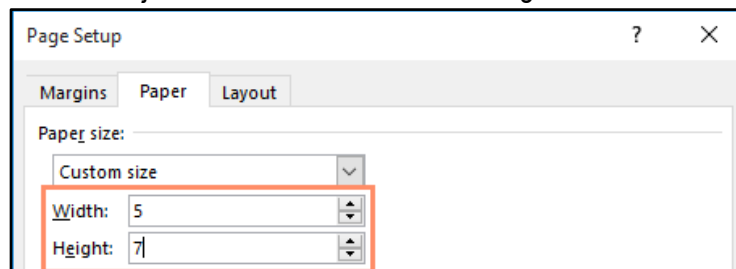 Page Setup ? ×
Margins Paper Layout
Paper size:
Custom size
Width: 5
Height: 7